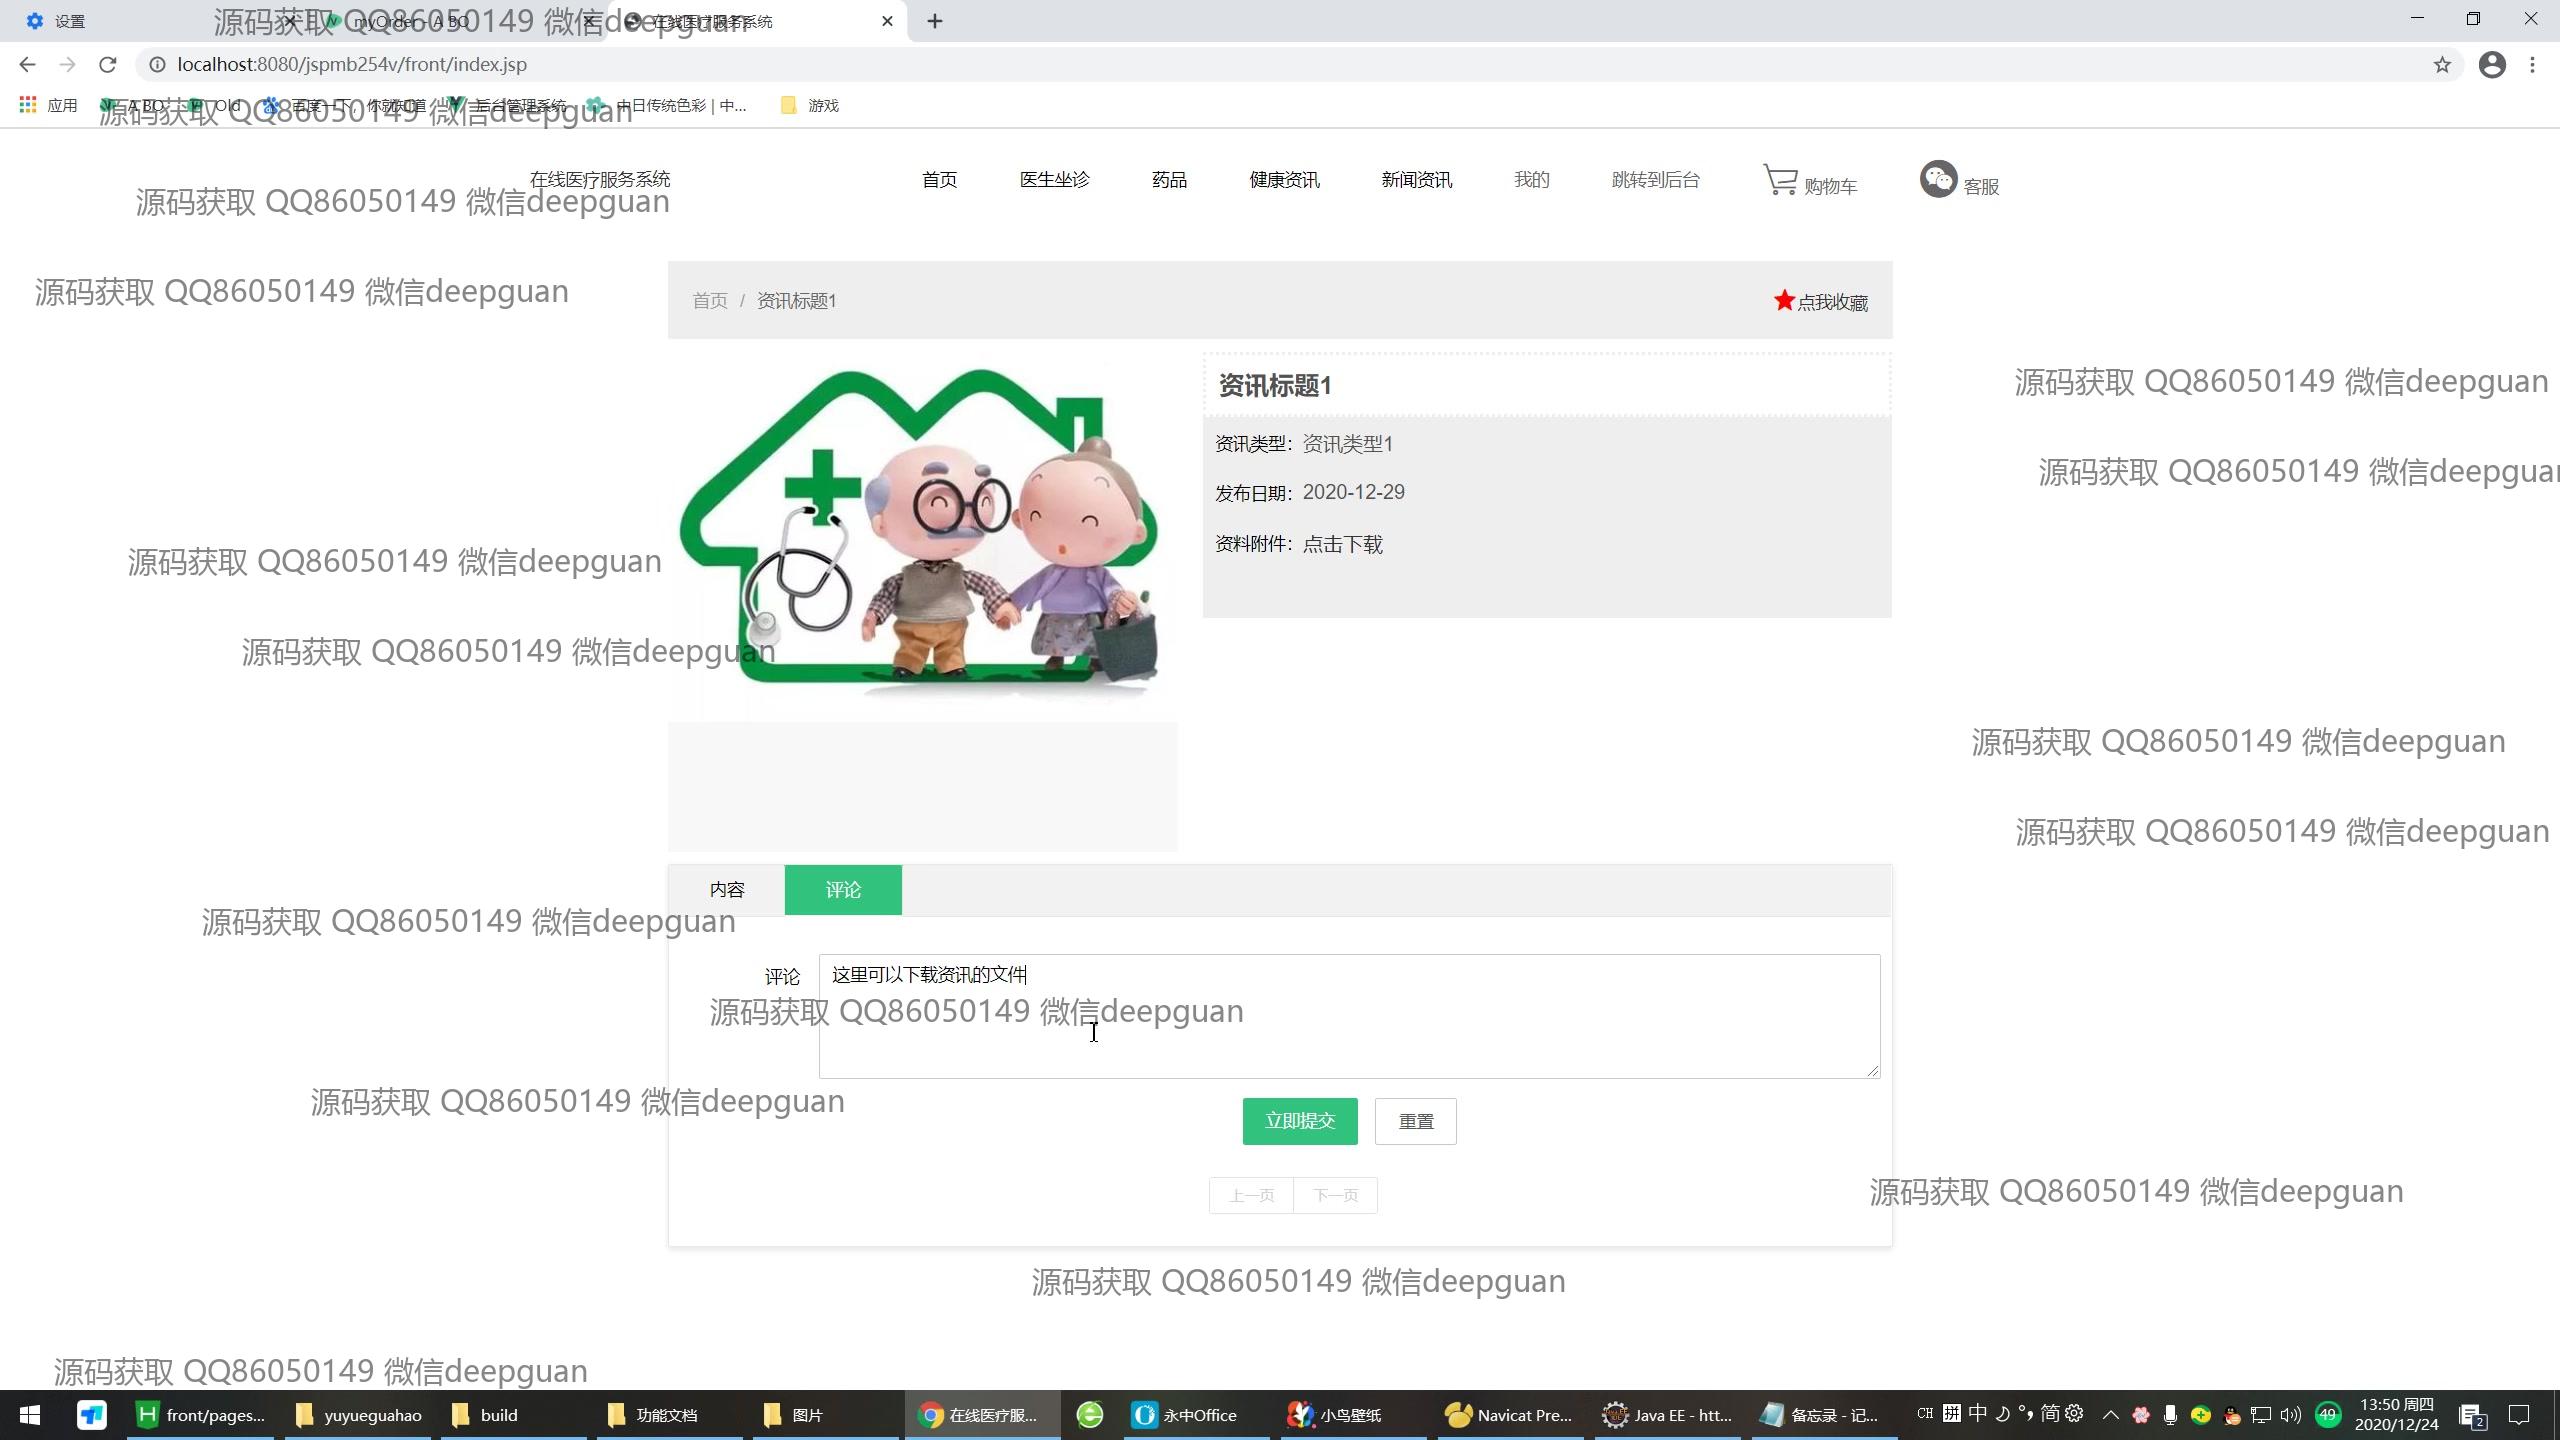 设置
myOrder - A BO
在线医疗服务系统
源码获取 QQ86050149 微信deepguan
localhost:8080/jspmb254v/front/index.jsp
应用
A BO
Old
百度一下，你就知道
后台管理系统
中日传统色彩 | 中...
游戏
源码获取 QQ86050149 微信deepguan
在线医疗服务系统
首页
医生坐诊
药品
健康资讯
新闻资讯
我的
跳转到后台
购物车
客服
源码获取 QQ86050149 微信deepguan
源码获取 QQ86050149 微信deepguan
首页 / 资讯标题1
点我收藏
资讯标题1
源码获取 QQ86050149 微信deepguan
资讯类型： 资讯类型1
源码获取 QQ86050149 微信deepguan
发布日期： 2020-12-29
资料附件： 点击下载
源码获取 QQ86050149 微信deepguan
源码获取 QQ86050149 微信deepguan
源码获取 QQ86050149 微信deepguan
源码获取 QQ86050149 微信deepguan
内容
评论
源码获取 QQ86050149 微信deepguan
评论
这里可以下载资讯的文件
源码获取 QQ86050149 微信deepguan
源码获取 QQ86050149 微信deepguan
立即提交
重置
上一页
下一页
源码获取 QQ86050149 微信deepguan
源码获取 QQ86050149 微信deepguan
源码获取 QQ86050149 微信deepguan
front/pages...
yuyueguahao
build
功能文档
图片
在线医疗服...
永中Office
小鸟壁纸
Navicat Pre...
Java EE - htt...
备忘录 - 记...
CH 拼 中 简
49
13:50 周四
2020/12/24
2